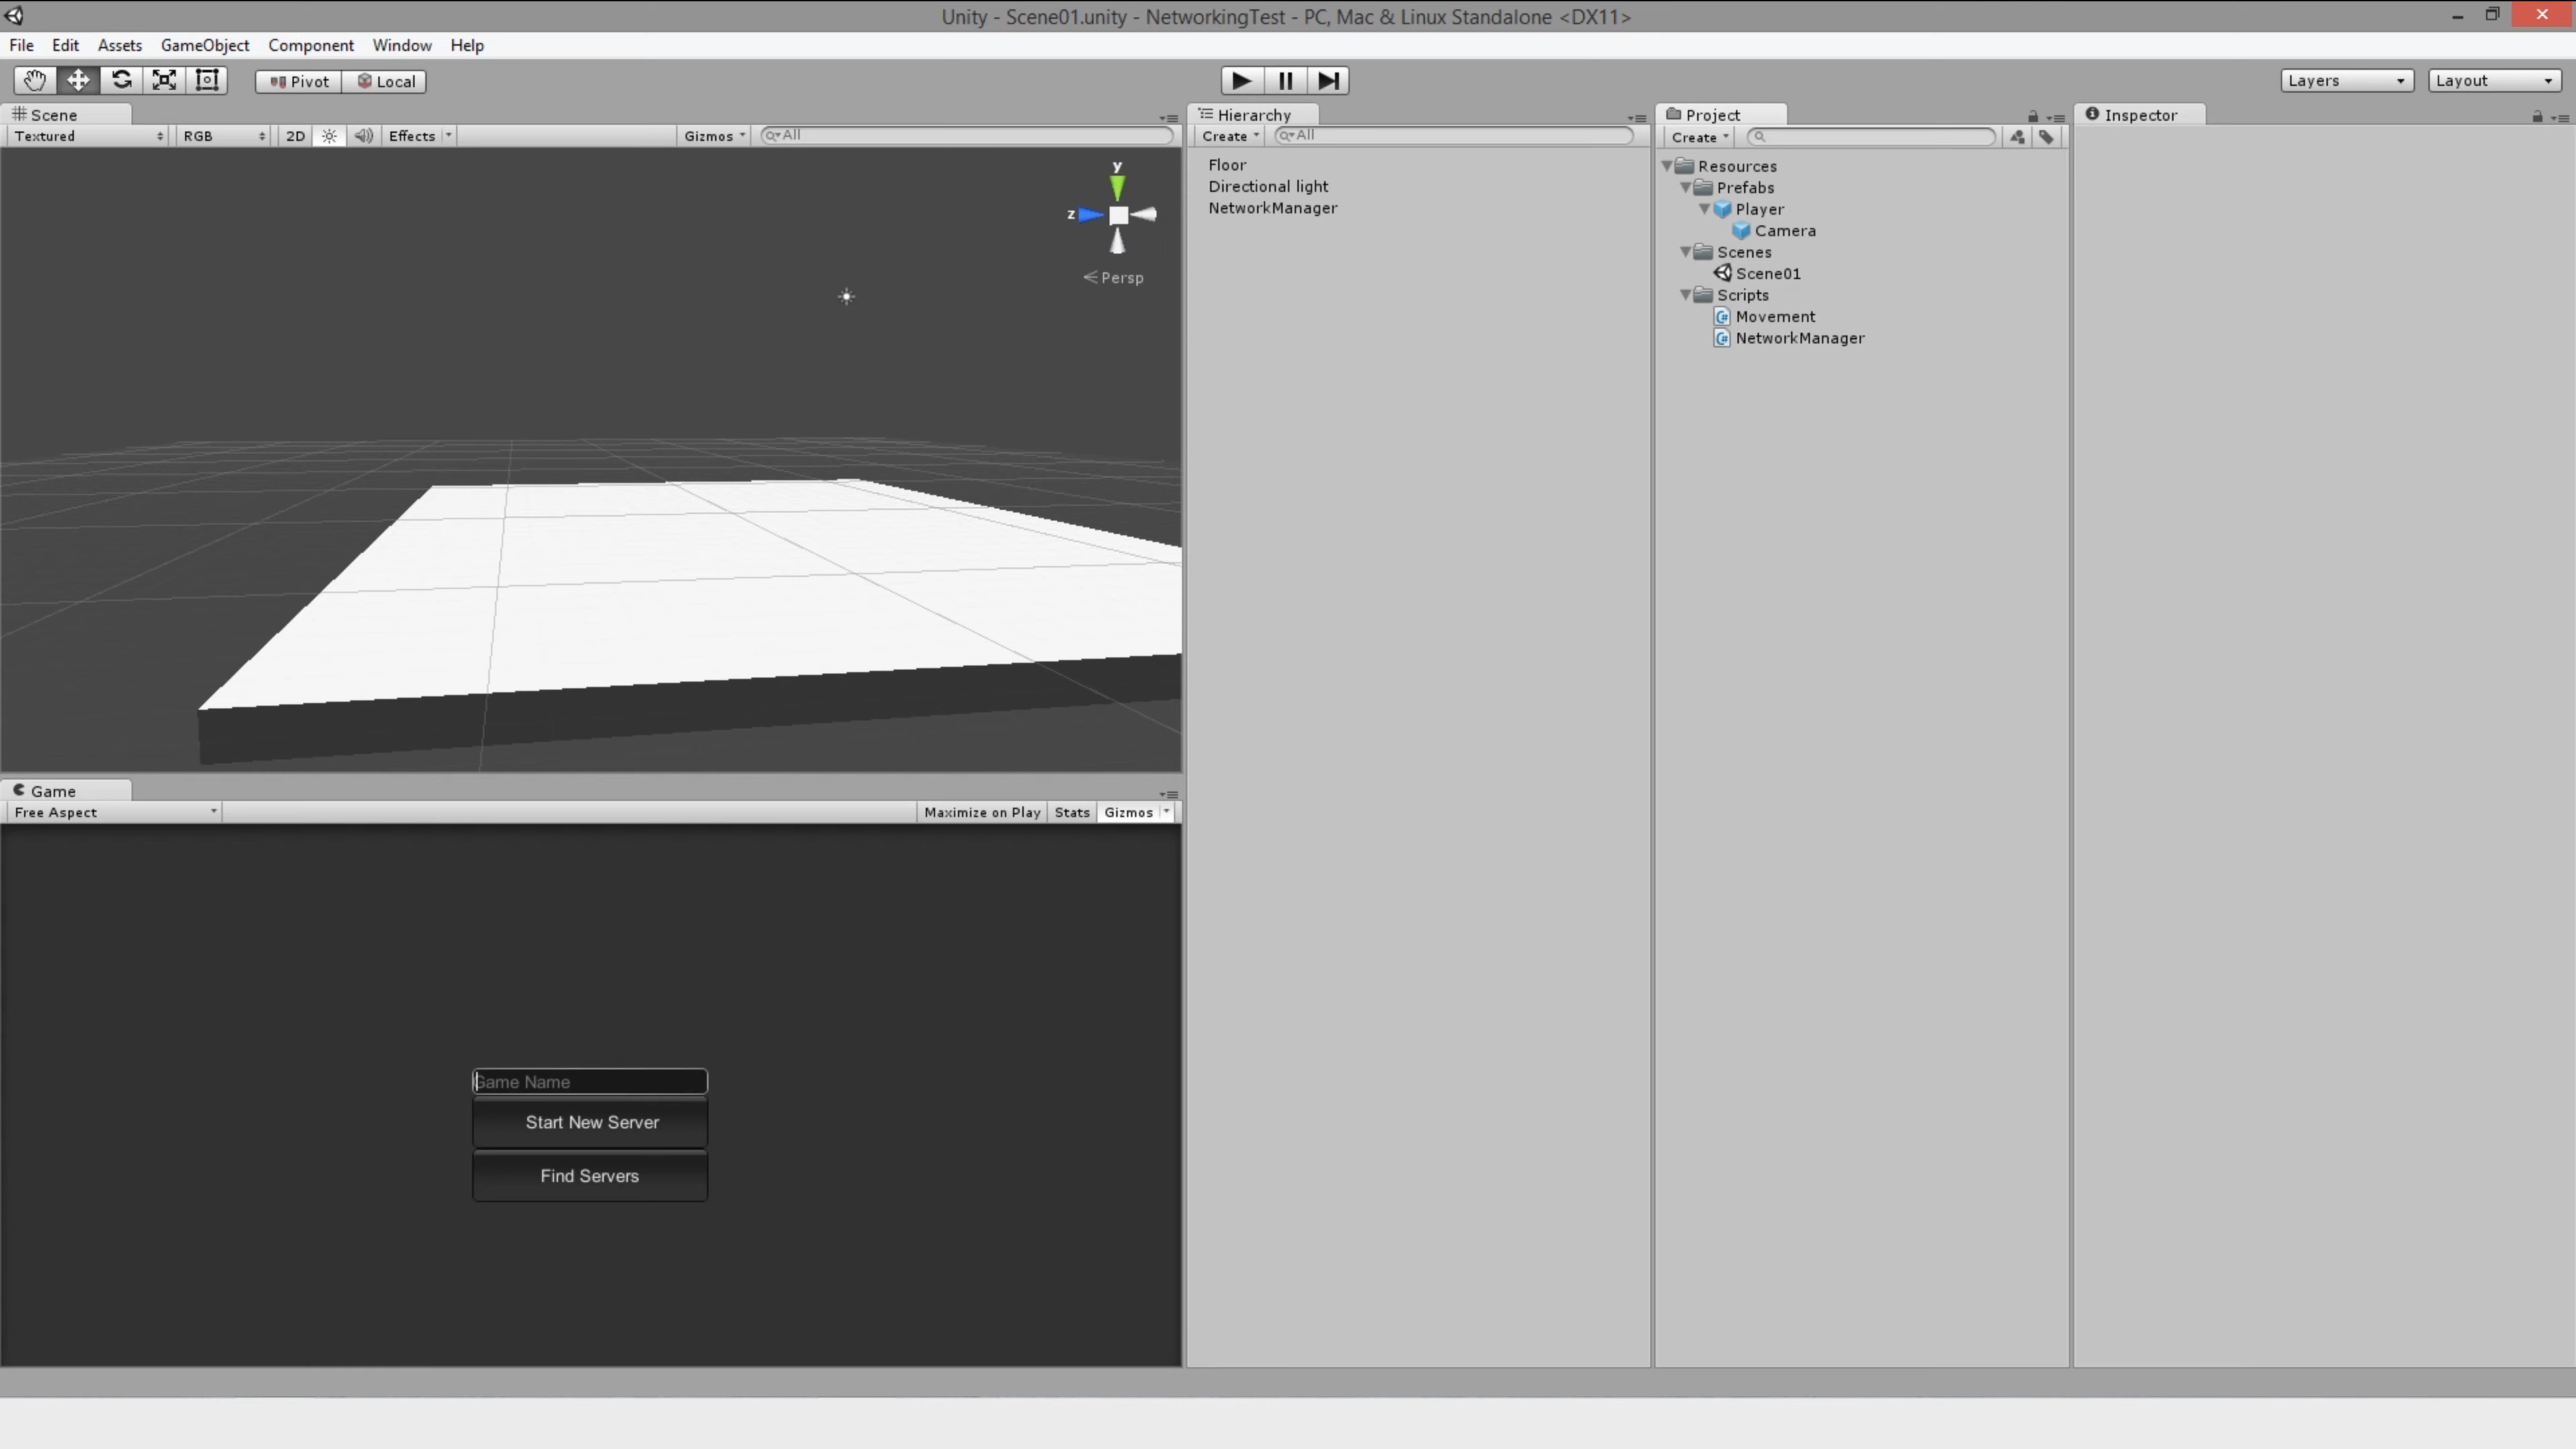 Unity - Scene01.unity - NetworkingTest - PC, Mac & Linux Standalone <DX11>
File Edit Assets GameObject Component Window Help
Pivot Local Layers Layout
Scene
Textured RGB 2D Effects Gizmos All
y
z
Persp
Game
Free Aspect Maximize on Play Stats Gizmos
Game Name
Start New Server
Find Servers
Hierarchy
Create All
Floor
Directional light
NetworkManager
Project
Create
Resources
Prefabs
Player
Camera
Scenes
Scene01
Scripts
Movement
NetworkManager
Inspector